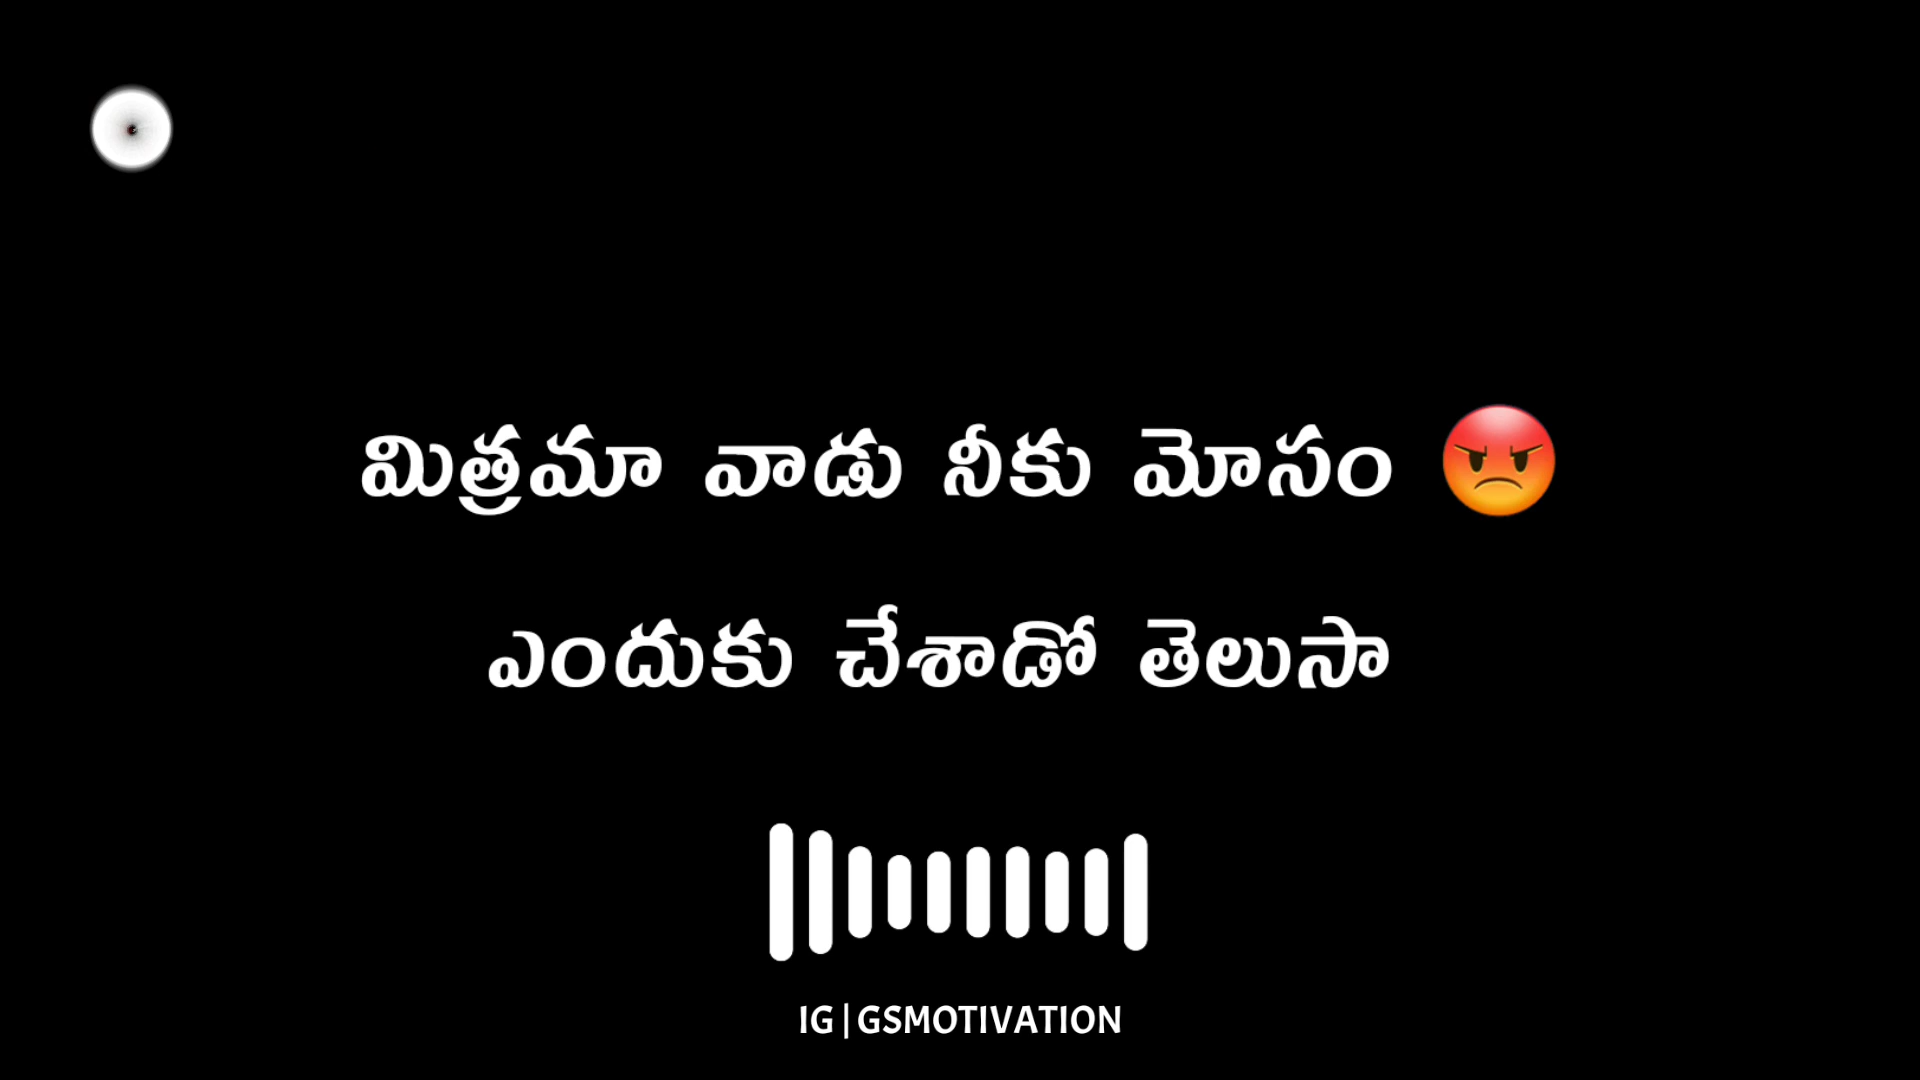 మిత్రమా వాడు నీకు మోసం 😡
ఎందుకు చేశాడో తెలుసా
IG | GSMOTIVATION